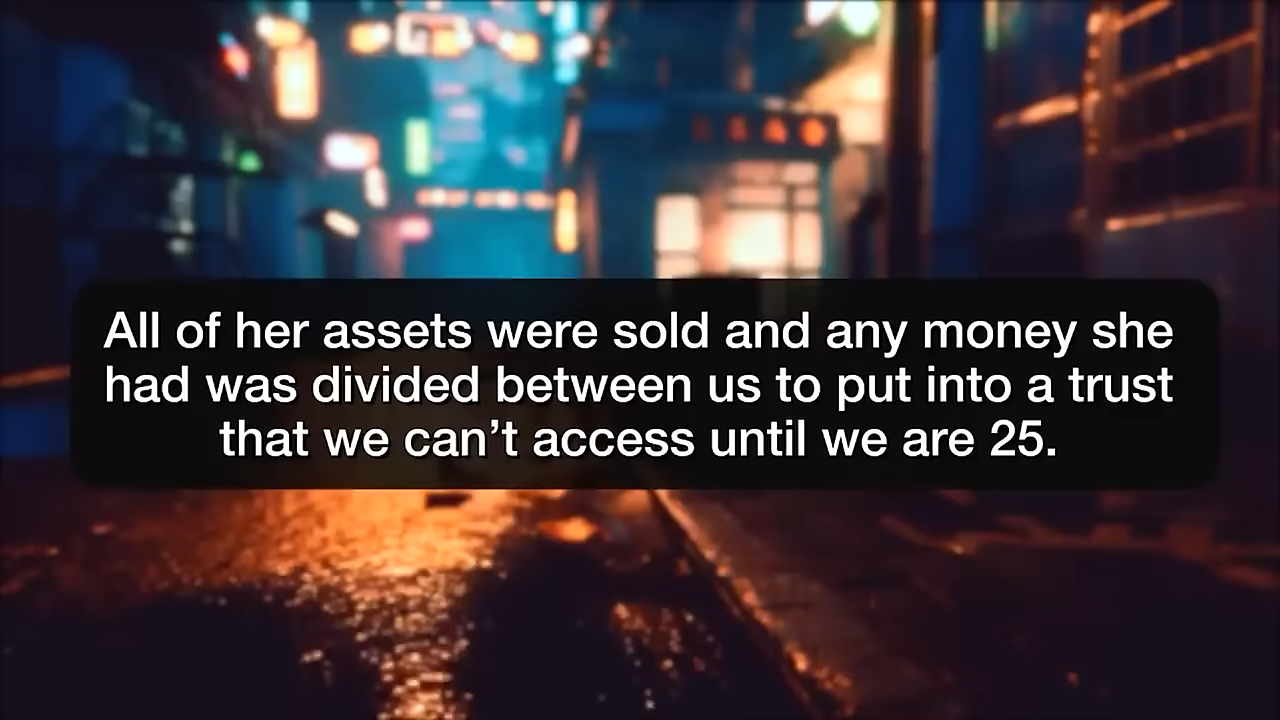 All of her assets were sold and any money she
had was divided between us to put into a trust
that we can’t access until we are 25.